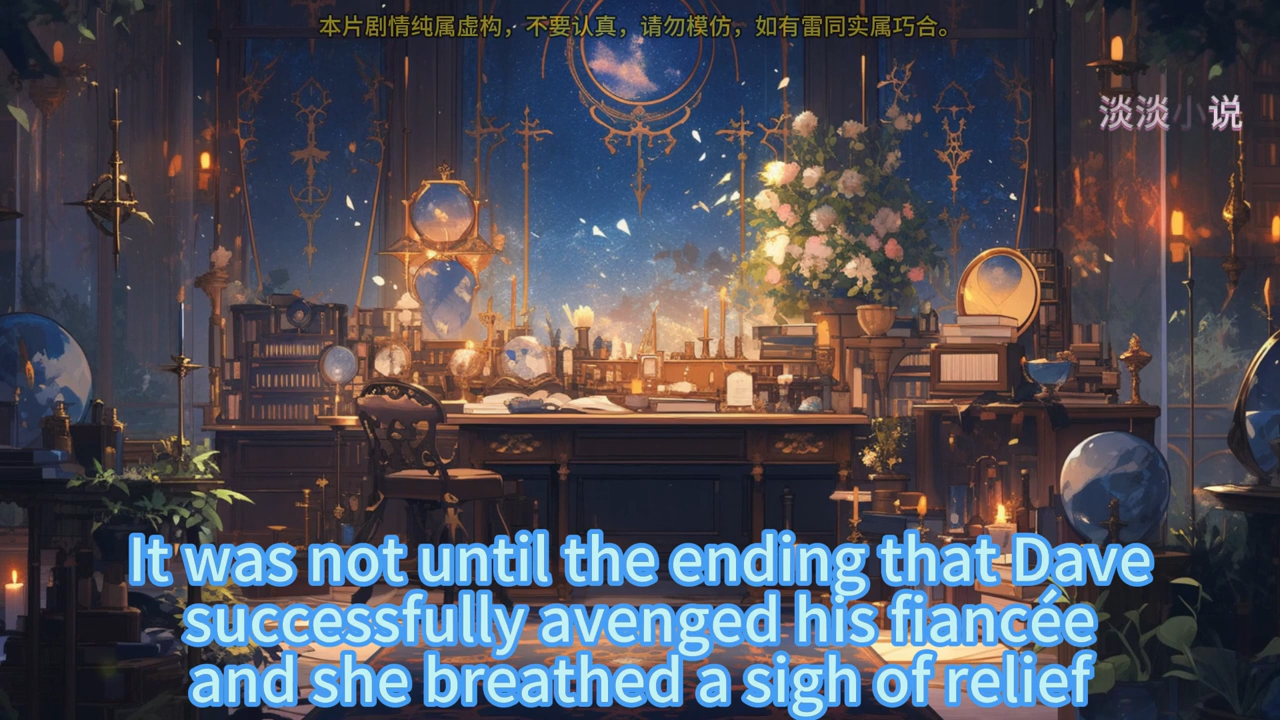 本片剧情纯属虚构，不要认真，请勿模仿，如有雷同实属巧合。
淡淡小说
It was not until the ending that Dave
successfully avenged his fiancée
and she breathed a sigh of relief